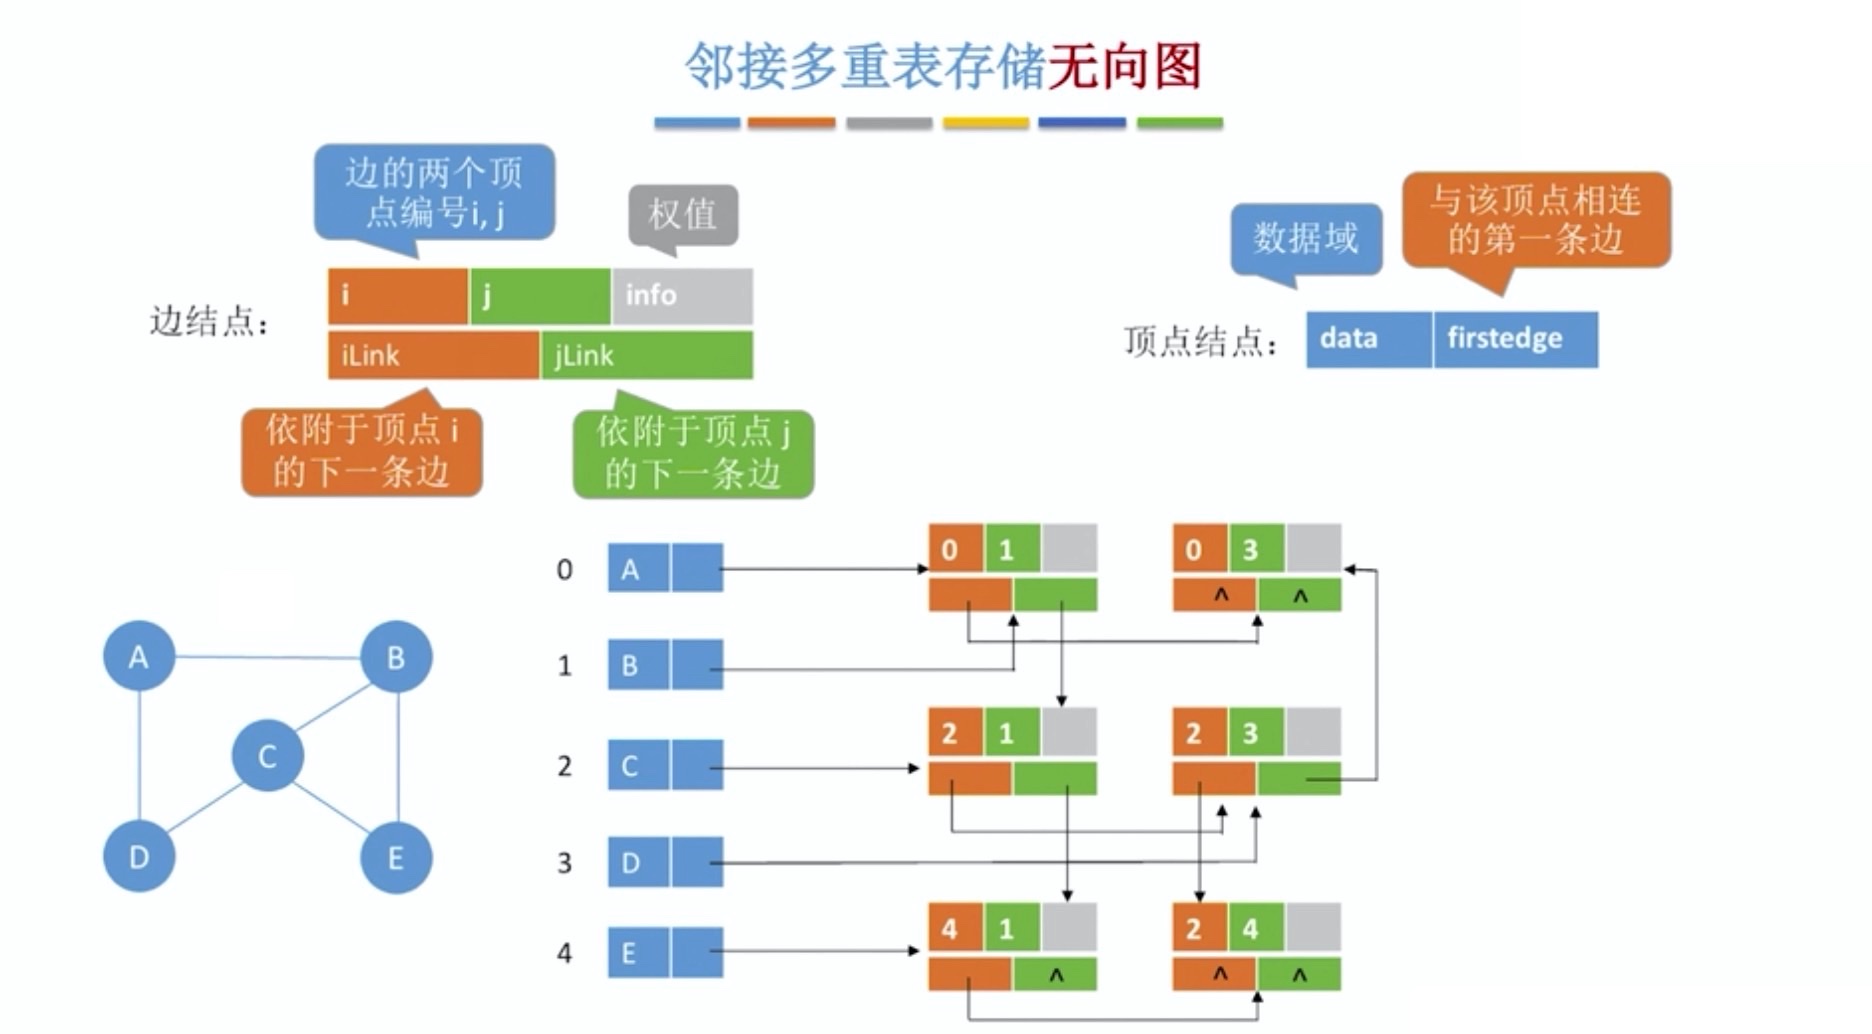 邻接多重表存储无向图
边的两个顶
点编号i, j
权值
数据域
与该顶点相连
的第一条边
边结点：
i j info
iLink jLink
顶点结点：
data firstedge
依附于顶点 i
的下一条边
依附于顶点 j
的下一条边
A B
C
D E
0 A
1 B
2 C
3 D
4 E
0 1
0 3
^ ^
2 1
2 3
4 1
^
2 4
^ ^